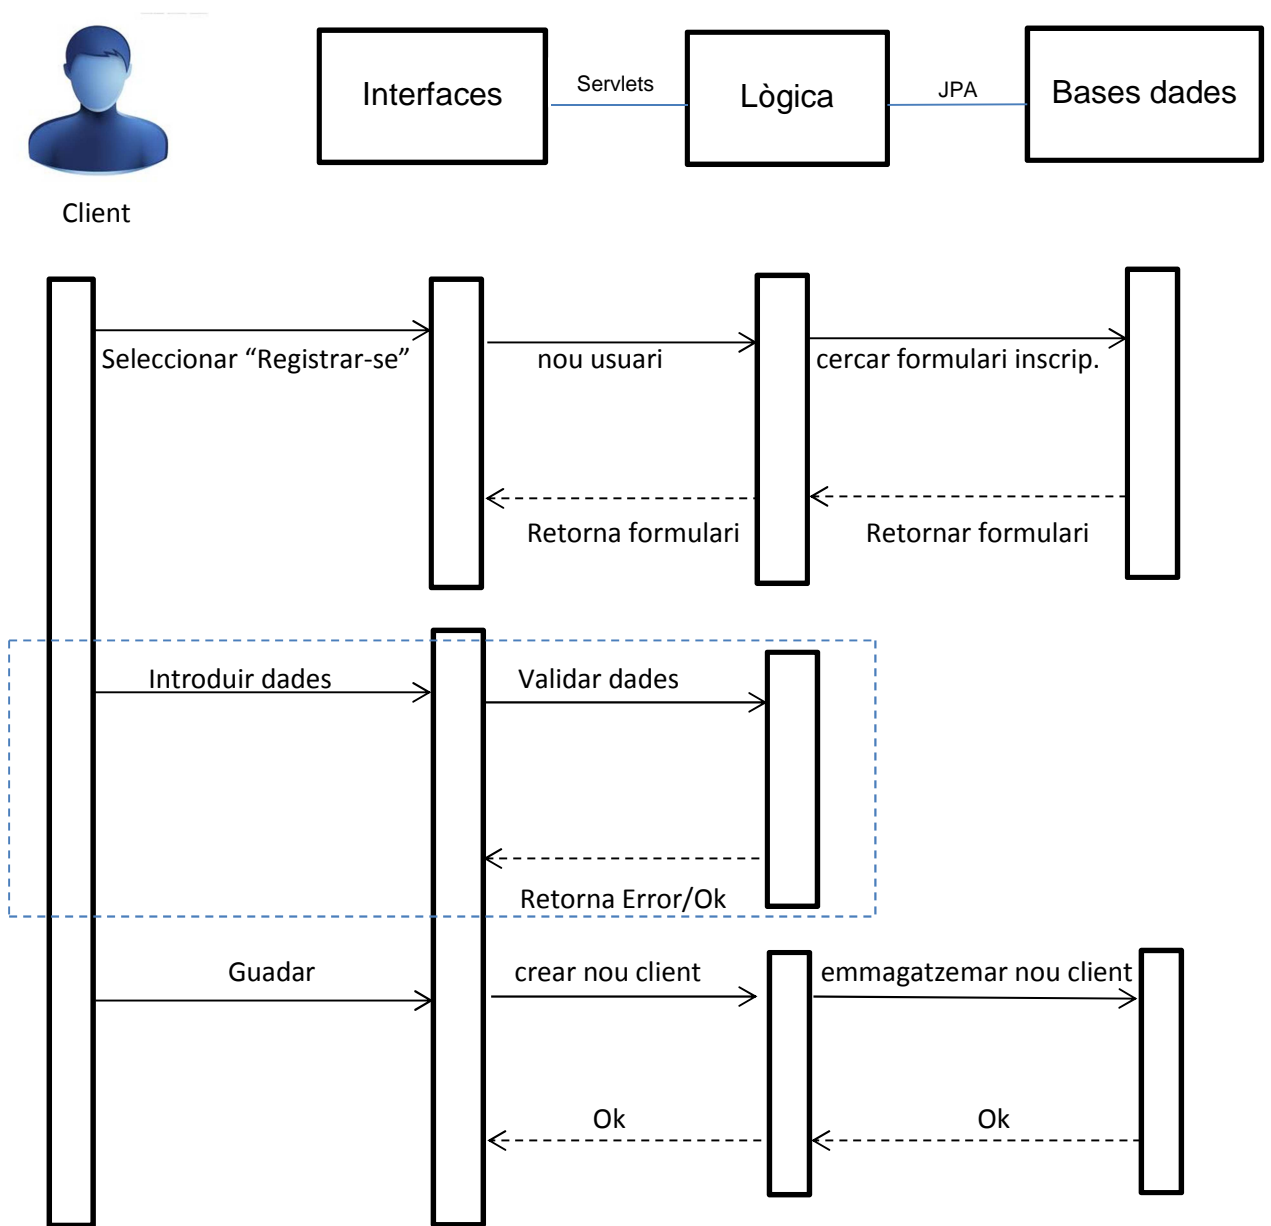 Interfaces
Servlets
Lògica
JPA
Bases dades
Client
Seleccionar “Registrar-se”
nou usuari
cercar formulari inscrip.
Retorna formulari
Retornar formulari
Introduir dades
Validar dades
Retorna Error/Ok
Guadar
crear nou client
emmagatzemar nou client
Ok
Ok